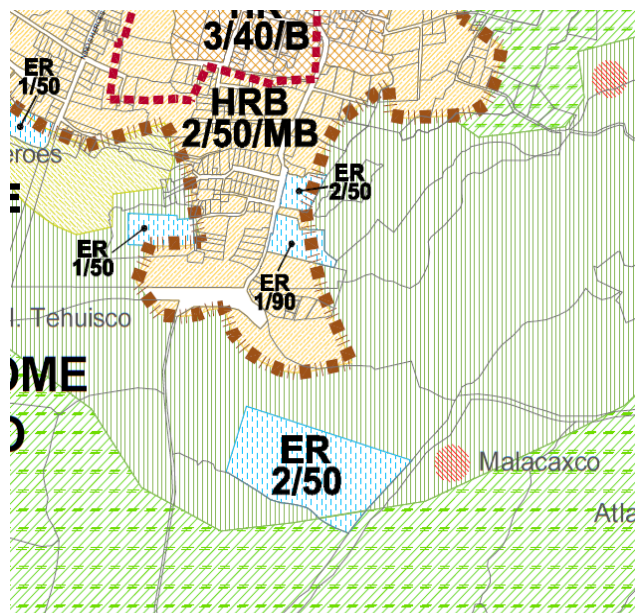 3/40/B
ER
1/50
HRB
2/50/MB
eroes
ER
2/50
E
ER
1/50
ER
1/90
l. Tehuisco
OME
O
ER
2/50
Malacaxco
Atla